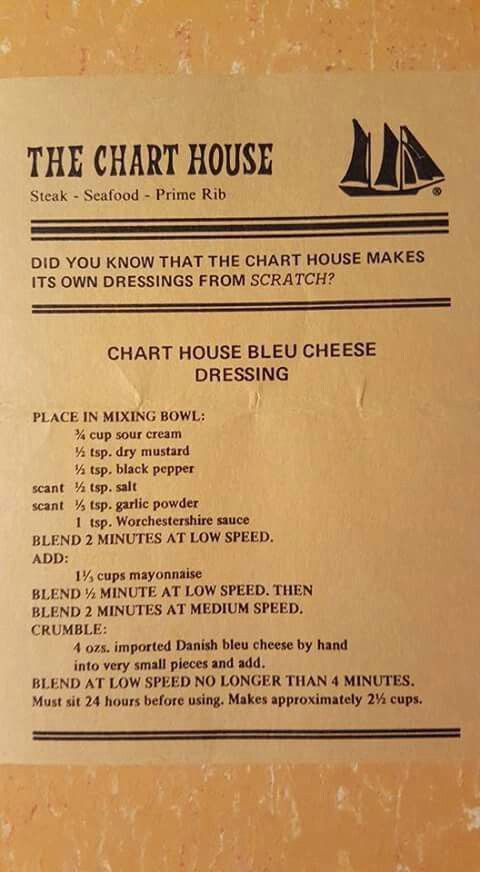 THE CHART HOUSE
Steak - Seafood - Prime Rib
®
DID YOU KNOW THAT THE CHART HOUSE MAKES
ITS OWN DRESSINGS FROM SCRATCH?
CHART HOUSE BLEU CHEESE
DRESSING
PLACE IN MIXING BOWL:
¾ cup sour cream
½ tsp. dry mustard
½ tsp. black pepper
scant ½ tsp. salt
scant ⅓ tsp. garlic powder
1 tsp. Worchestershire sauce
BLEND 2 MINUTES AT LOW SPEED.
ADD:
1⅓ cups mayonnaise
BLEND ½ MINUTE AT LOW SPEED. THEN
BLEND 2 MINUTES AT MEDIUM SPEED.
CRUMBLE:
4 ozs. imported Danish bleu cheese by hand
into very small pieces and add.
BLEND AT LOW SPEED NO LONGER THAN 4 MINUTES.
Must sit 24 hours before using. Makes approximately 2½ cups.